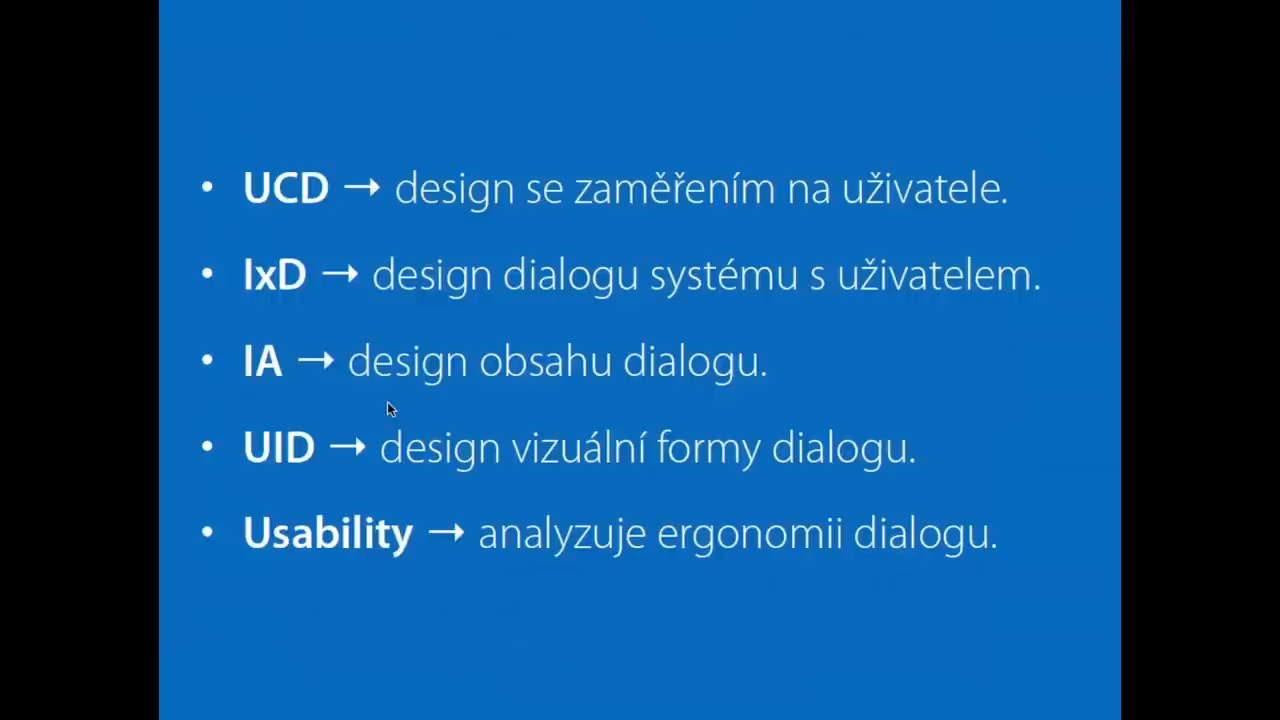 • UCD → design se zaměřením na uživatele.
• IxD → design dialogu systému s uživatelem.
• IA → design obsahu dialogu.
• UID → design vizuální formy dialogu.
• Usability → analyzuje ergonomii dialogu.